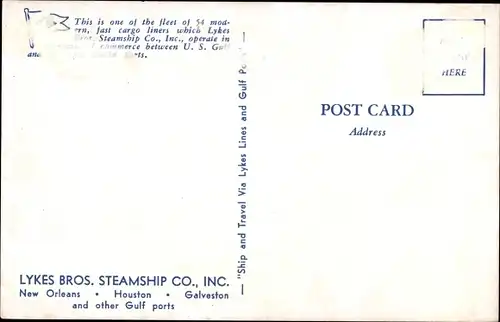 This is one of the fleet of 54 mod-
ern, fast cargo liners which Lykes
Bros. Steamship Co., Inc., operate in
commerce between U. S. Gulf
and ports.
HERE
POST CARD
Address
"Ship and Travel Via Lykes Lines and Gulf
LYKES BROS. STEAMSHIP CO., INC.
New Orleans • Houston • Galveston
and other Gulf ports